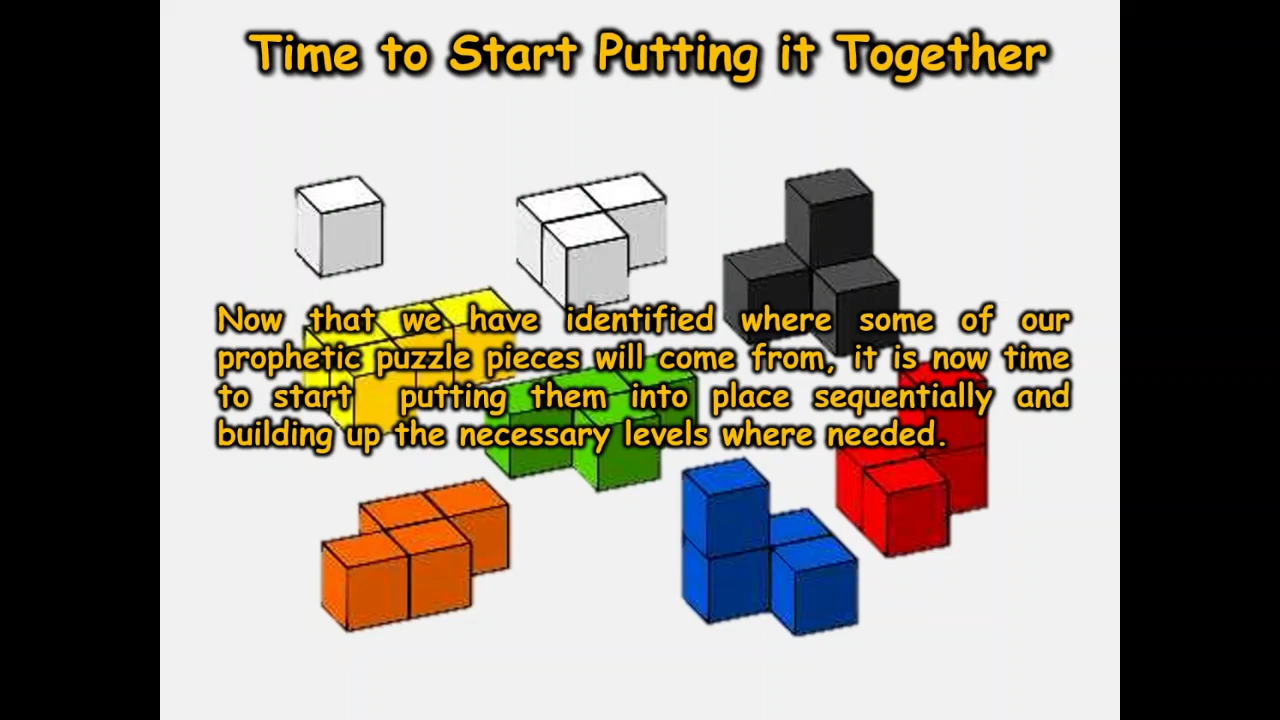 Time to Start Putting it Together
Now that we have identified where some of our
prophetic puzzle pieces will come from, it is now time
to start putting them into place sequentially and
building up the necessary levels where needed.